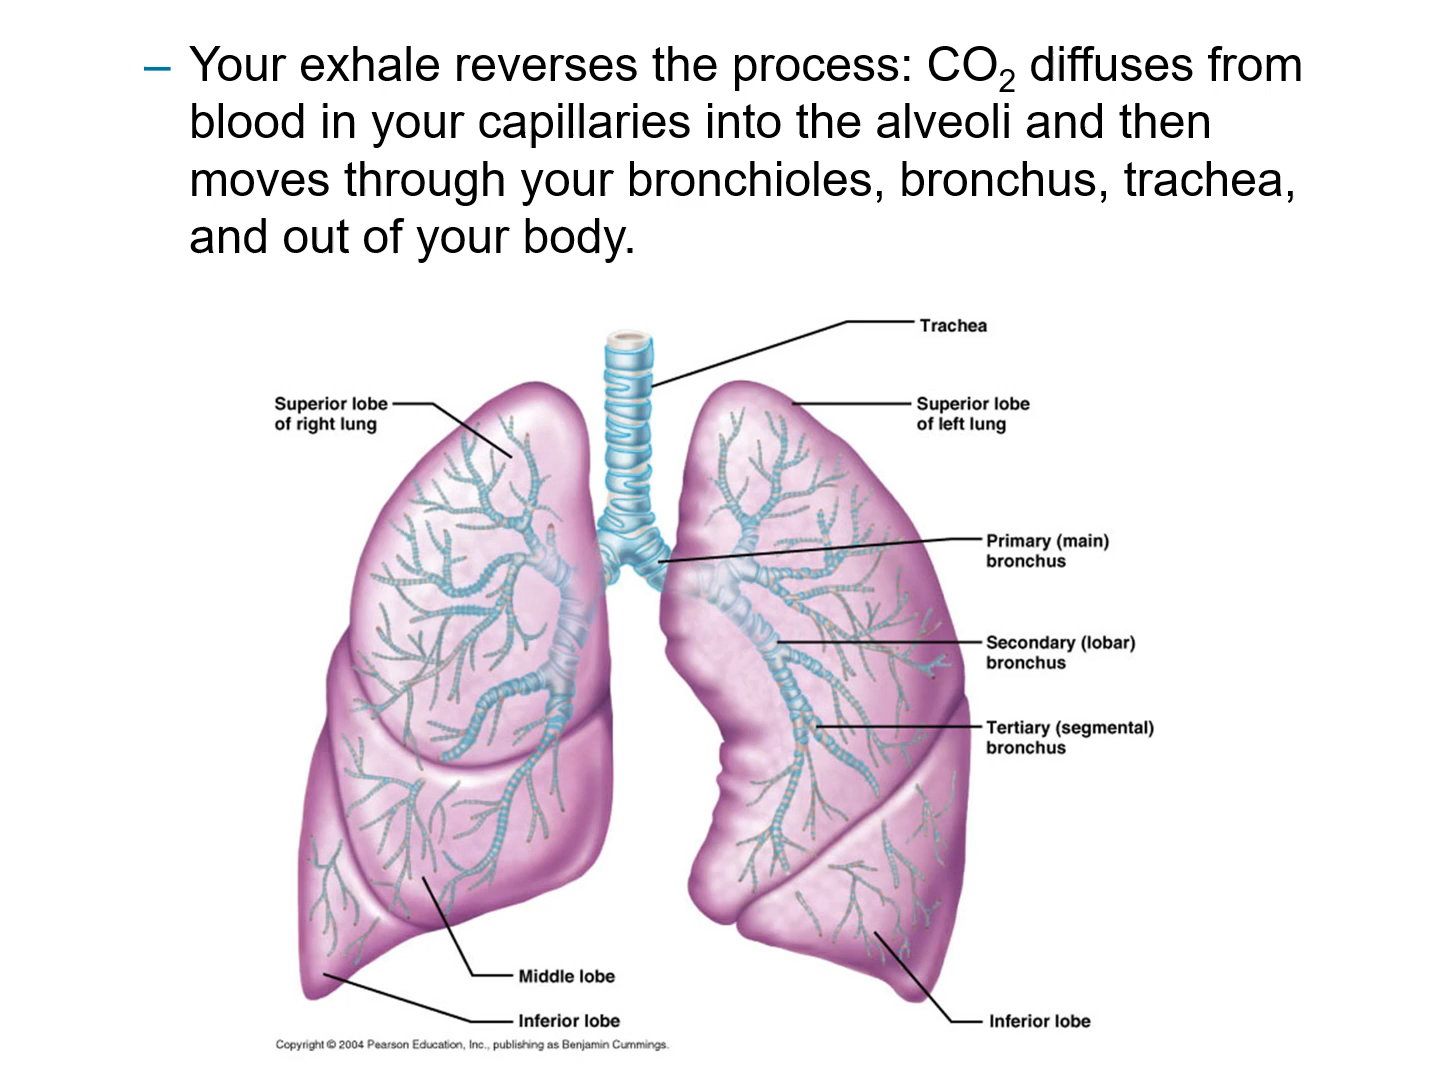 – Your exhale reverses the process: CO₂ diffuses from
blood in your capillaries into the alveoli and then
moves through your bronchioles, bronchus, trachea,
and out of your body.
Trachea
Superior lobe
of right lung
Superior lobe
of left lung
Primary (main)
bronchus
Secondary (lobar)
bronchus
Tertiary (segmental)
bronchus
Middle lobe
Inferior lobe
Inferior lobe
Copyright © 2004 Pearson Education, Inc., publishing as Benjamin Cummings.